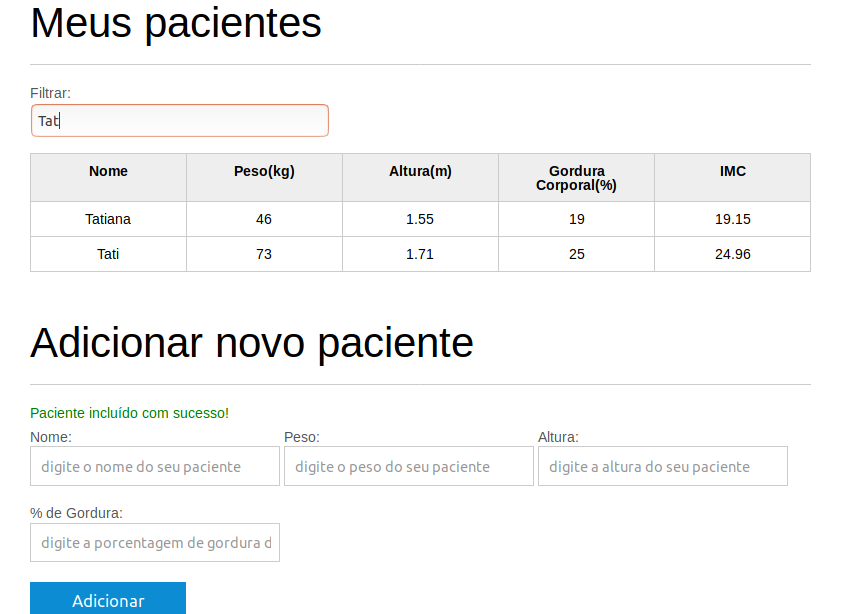 Meus pacientes
Filtrar:
Tat
Nome Peso(kg) Altura(m) Gordura Corporal(%) IMC
Tatiana 46 1.55 19 19.15
Tati 73 1.71 25 24.96
Adicionar novo paciente
Paciente incluído com sucesso!
Nome: Peso: Altura:
digite o nome do seu paciente digite o peso do seu paciente digite a altura do seu paciente
% de Gordura:
digite a porcentagem de gordura d
Adicionar